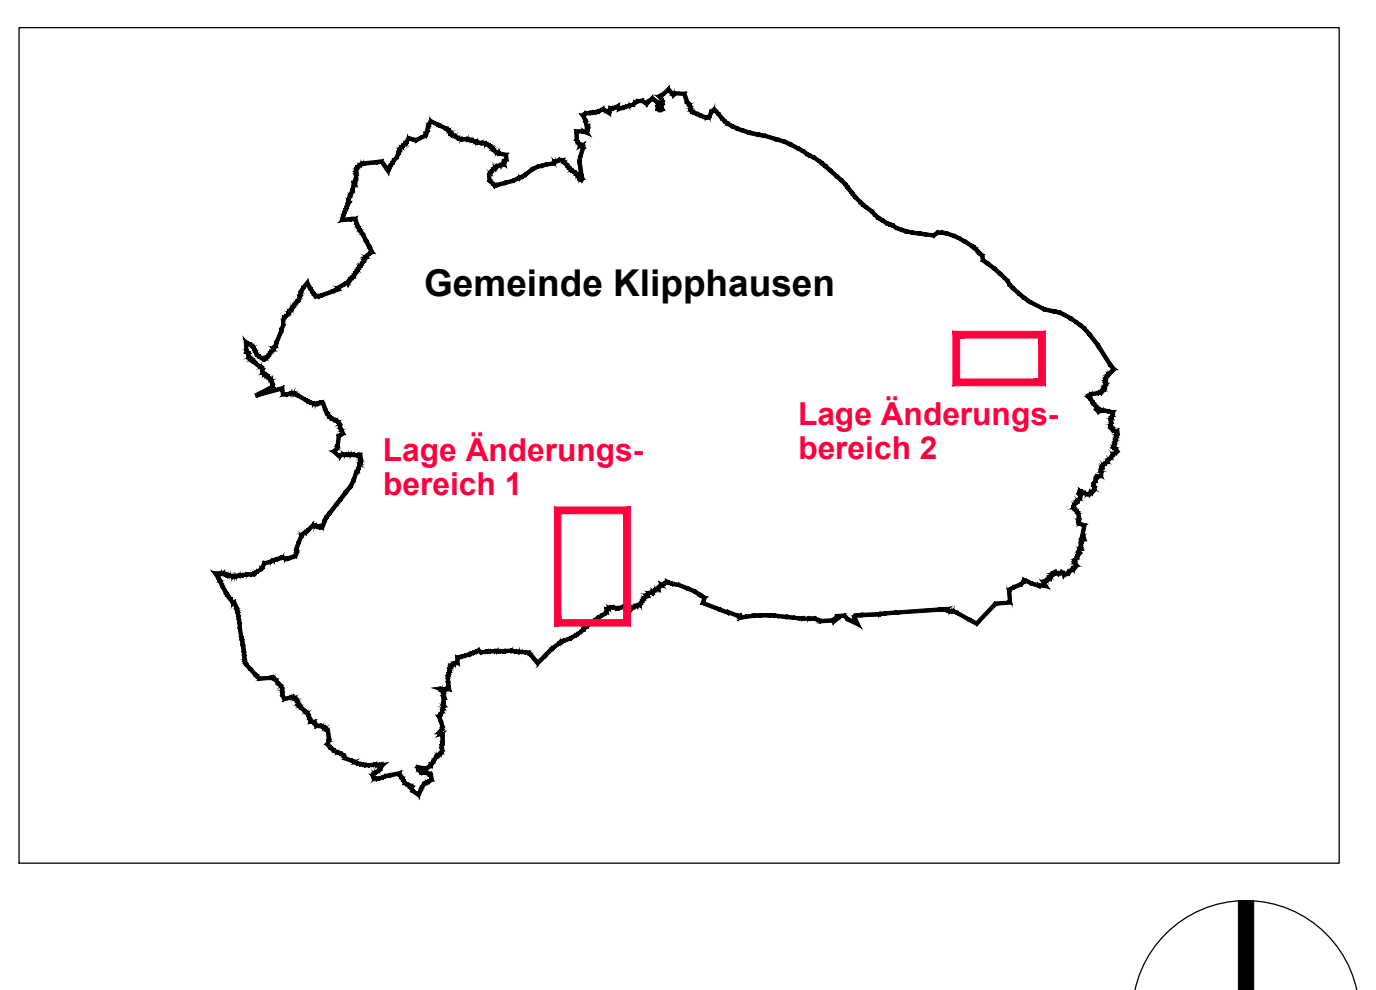 Gemeinde Klipphausen
Lage Änderungs-
bereich 2
Lage Änderungs-
bereich 1